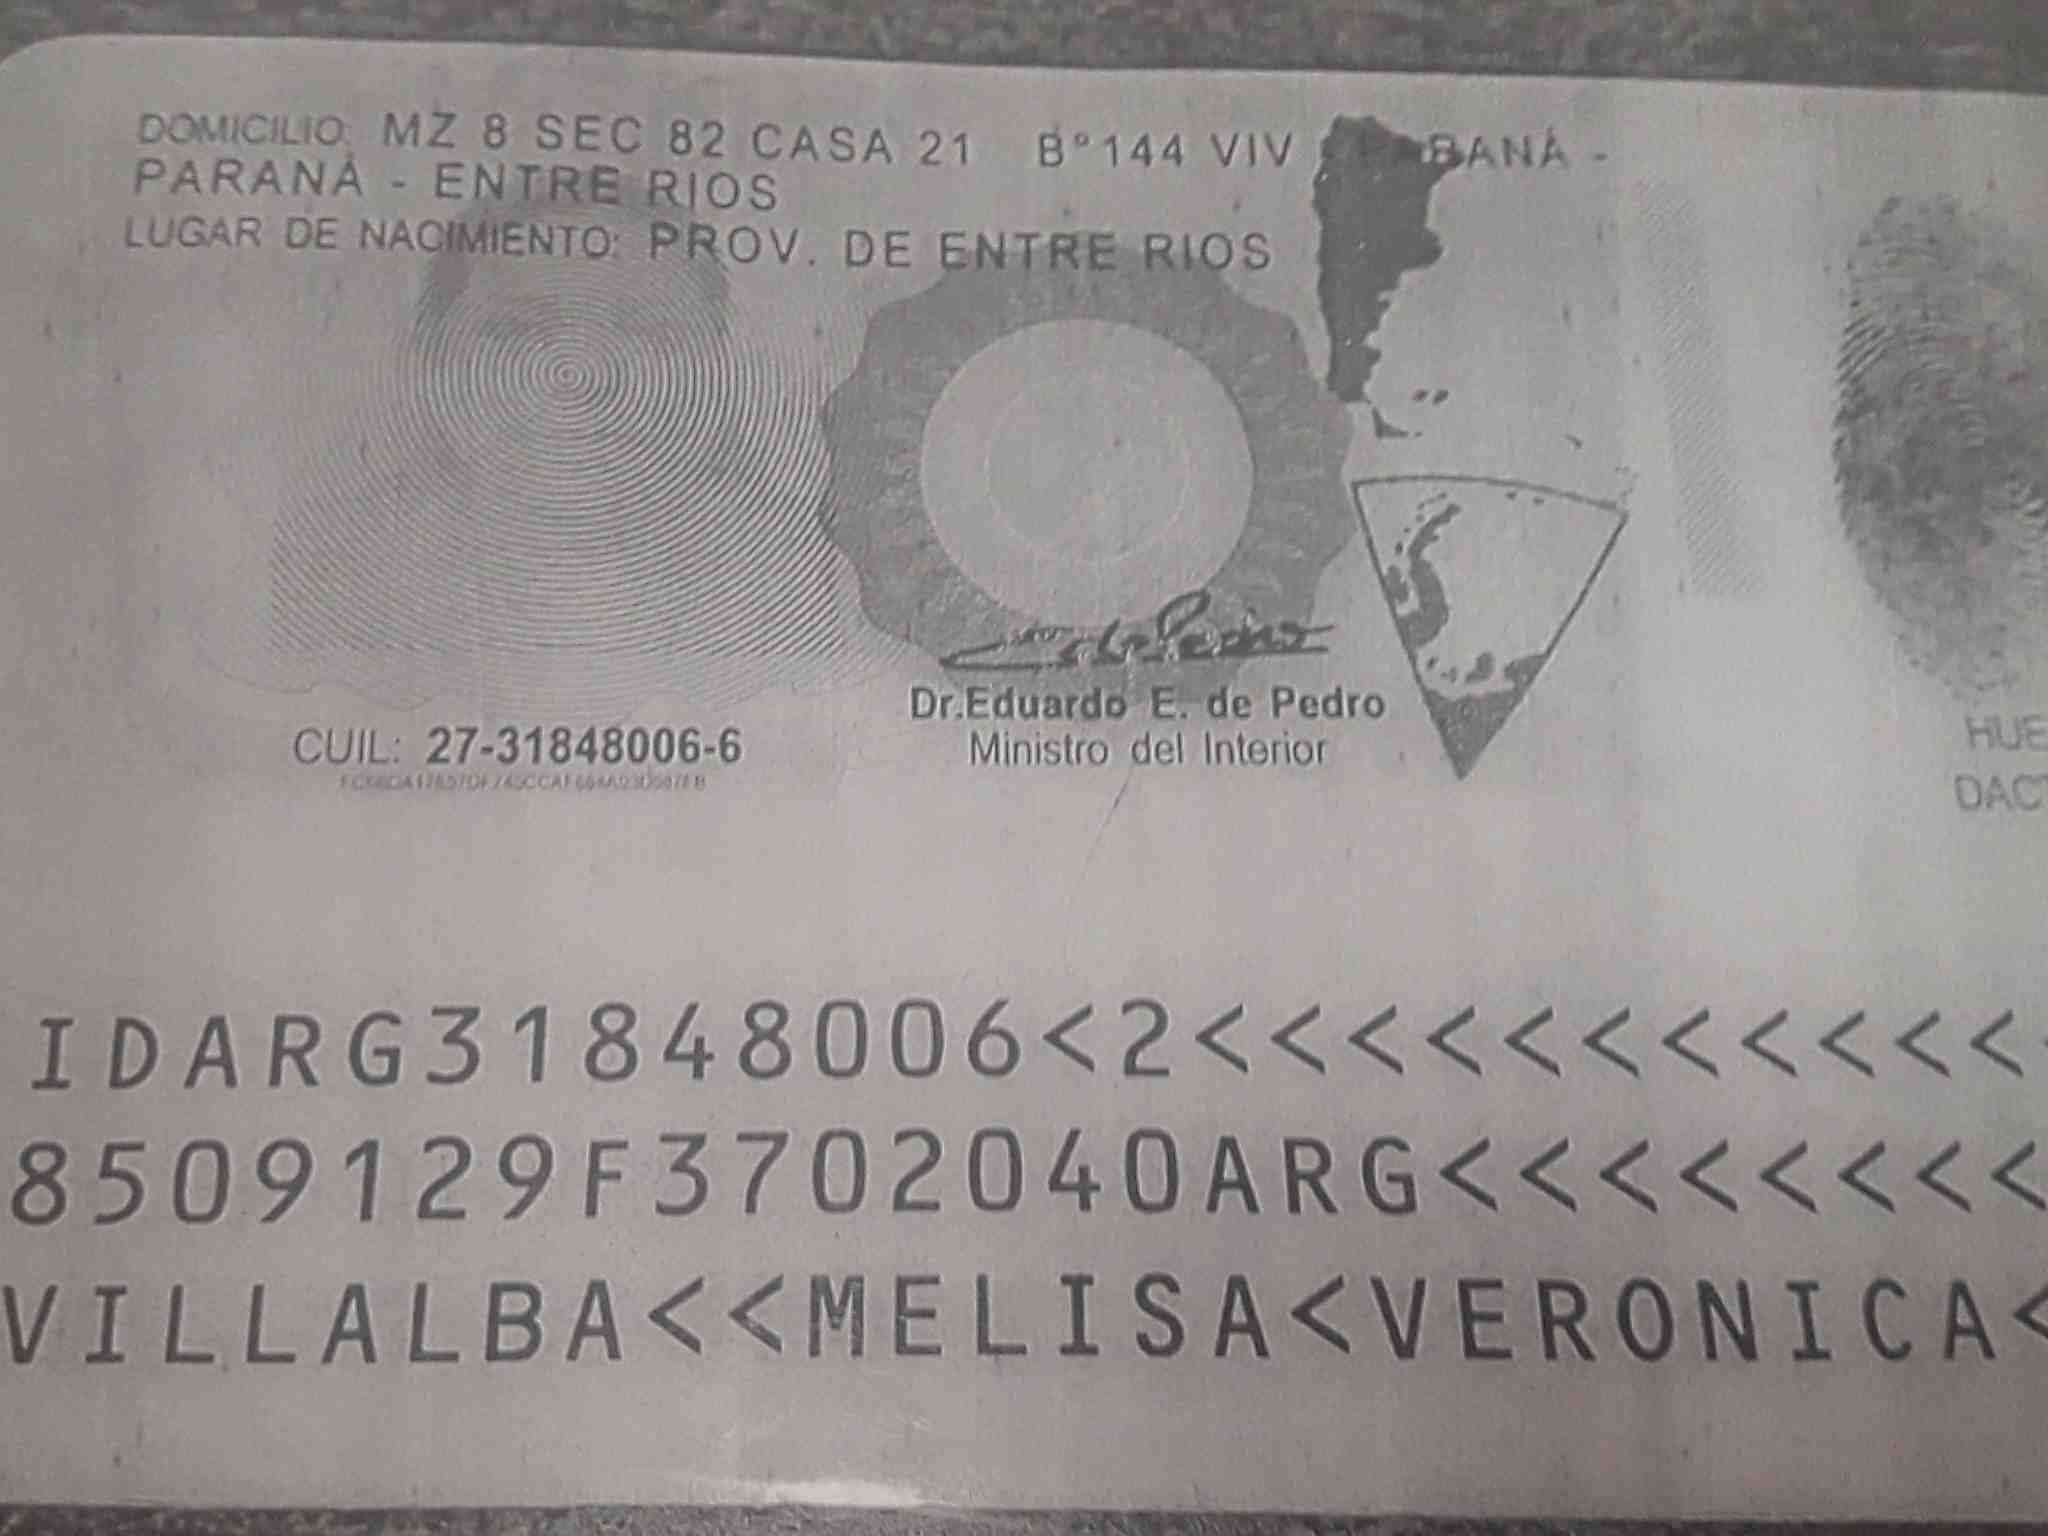 DOMICILIO: MZ 8 SEC 82 CASA 21 B°144 VIV
PARANÁ - ENTRE RIOS
LUGAR DE NACIMIENTO: PROV. DE ENTRE RIOS
CUIL: 27-31848006-6
Dr.Eduardo E. de Pedro
Ministro del Interior
IDARG31848006<2<<<<<<<<<<<
8509129F3702040ARG<<<<<<<<
VILLALBA<<MELISA<VERONICA<